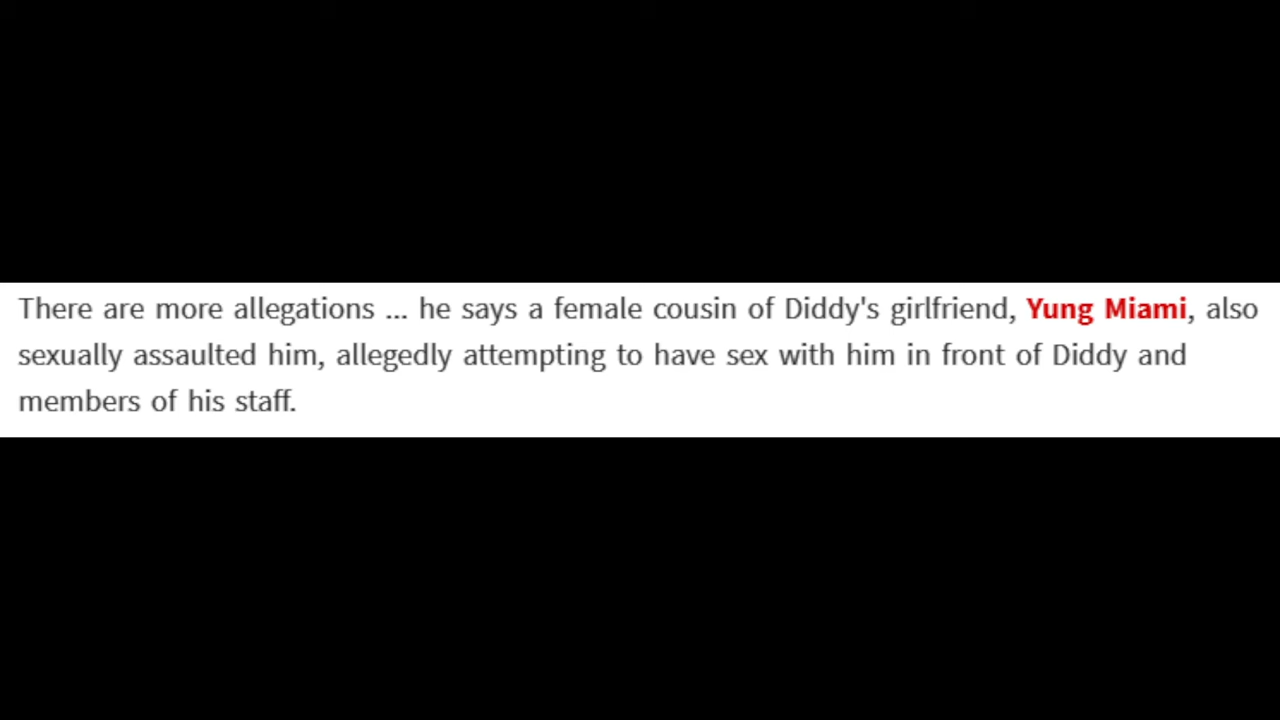 There are more allegations ... he says a female cousin of Diddy's girlfriend, Yung Miami, also
sexually assaulted him, allegedly attempting to have sex with him in front of Diddy and
members of his staff.